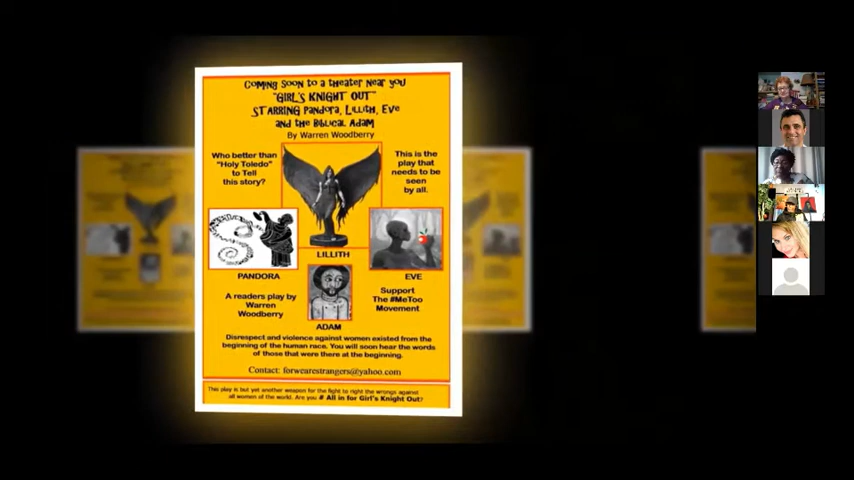 COMING SOON TO A THEATER NEAR YOU
"GIRL'S KNIGHT OUT"
STARRING PANDORA, LILLITH, EVE
AND THE BIBLICAL ADAM
By Warren Woodberry
Who better than
"Holy Toledo"
to Tell
this story?
This is the
play that
needs to be
seen
by all.
LILLITH
PANDORA
EVE
A readers play by
Warren
Woodberry
Support
The #MeToo
Movement
ADAM
Disrespect and violence against women existed from the
beginning of the human race. You will soon hear the words
of those that were there at the beginning.
Contact: forwearestrangers@yahoo.com
This play is but yet another weapon for the fight to right the wrongs against
all women of the world. Are you # All in for Girl's Knight Out?